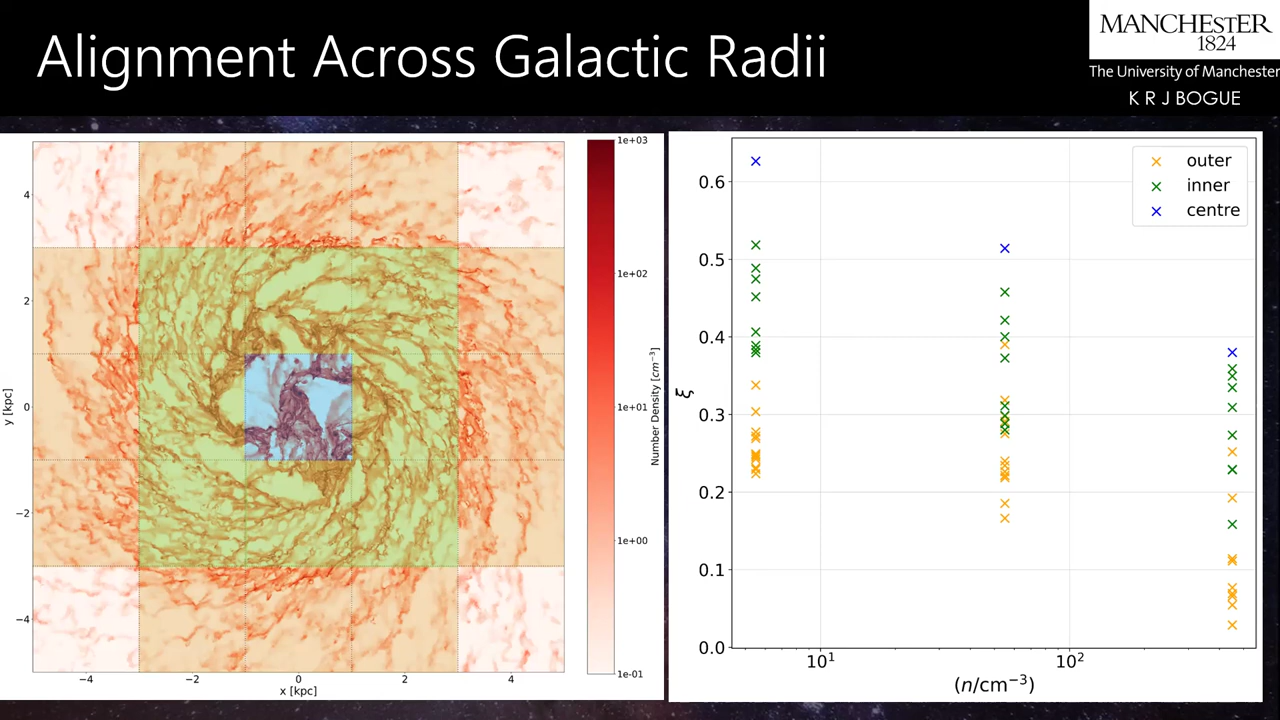 Alignment Across Galactic Radii
MANCHESTER
1824
The University of Manchester
K R J BOGUE
4
2
0
−2
−4
y [kpc]
−4 −2 0 2 4
x [kpc]
1e+03
1e+02
1e+01
1e+00
1e-01
Number Density [cm⁻³]
outer
inner
centre
0.6
0.5
0.4
0.3
0.2
0.1
0.0
ξ
10¹ 10²
(n/cm⁻³)